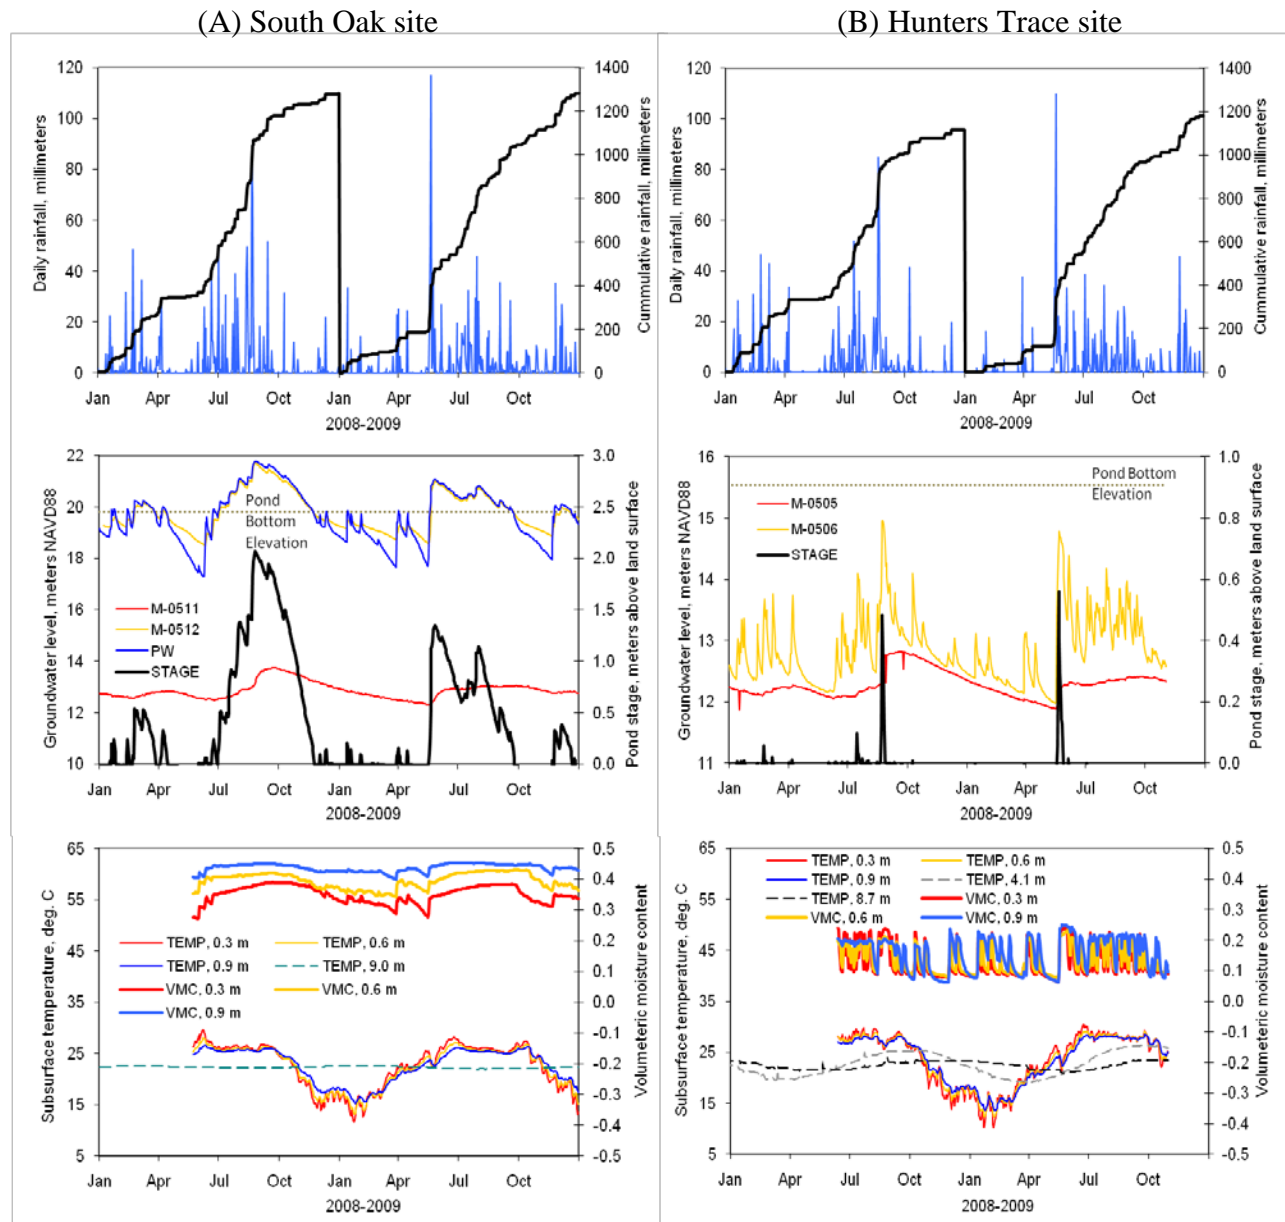 (A) South Oak site
(B) Hunters Trace site
120
100
80
60
40
20
0
Daily rainfall, millimeters
1400
1200
1000
800
600
400
200
0
Cummulative rainfall, millimeters
Jan Apr Jul Oct Jan Apr Jul Oct
2008-2009
120
100
80
60
40
20
0
Daily rainfall, millimeters
1400
1200
1000
800
600
400
200
0
Cummulative rainfall, millimeters
Jan Apr Jul Oct Jan Apr Jul Oct
2008-2009
22
20
18
16
14
12
10
Groundwater level, meters NAVD88
Pond
Bottom
Elevation
M-0511
M-0512
PW
STAGE
3.0
2.5
2.0
1.5
1.0
0.5
0.0
Pond stage, meters above land surface
Jan Apr Jul Oct Jan Apr Jul Oct
2008-2009
16
15
14
13
12
11
Groundwater level, meters NAVD88
Pond Bottom
Elevation
M-0505
M-0506
STAGE
1.0
0.8
0.6
0.4
0.2
0.0
Pond stage, meters above land surface
Jan Apr Jul Oct Jan Apr Jul Oct
2008-2009
65
55
45
35
25
15
5
Subsurface temperature, deg. C
TEMP, 0.3 m TEMP, 0.6 m
TEMP, 0.9 m TEMP, 9.0 m
VMC, 0.3 m VMC, 0.6 m
VMC, 0.9 m
0.5
0.4
0.3
0.2
0.1
0.0
-0.1
-0.2
-0.3
-0.4
-0.5
Volumeteric moisture content
Jan Apr Jul Oct Jan Apr Jul Oct
2008-2009
65
55
45
35
25
15
5
Subsurface temperature, deg. C
TEMP, 0.3 m TEMP, 0.6 m
TEMP, 0.9 m TEMP, 4.1 m
TEMP, 8.7 m VMC, 0.3 m
VMC, 0.6 m VMC, 0.9 m
0.5
0.4
0.3
0.2
0.1
0.0
-0.1
-0.2
-0.3
-0.4
-0.5
Volumeteric moisture content
Jan Apr Jul Oct Jan Apr Jul Oct
2008-2009